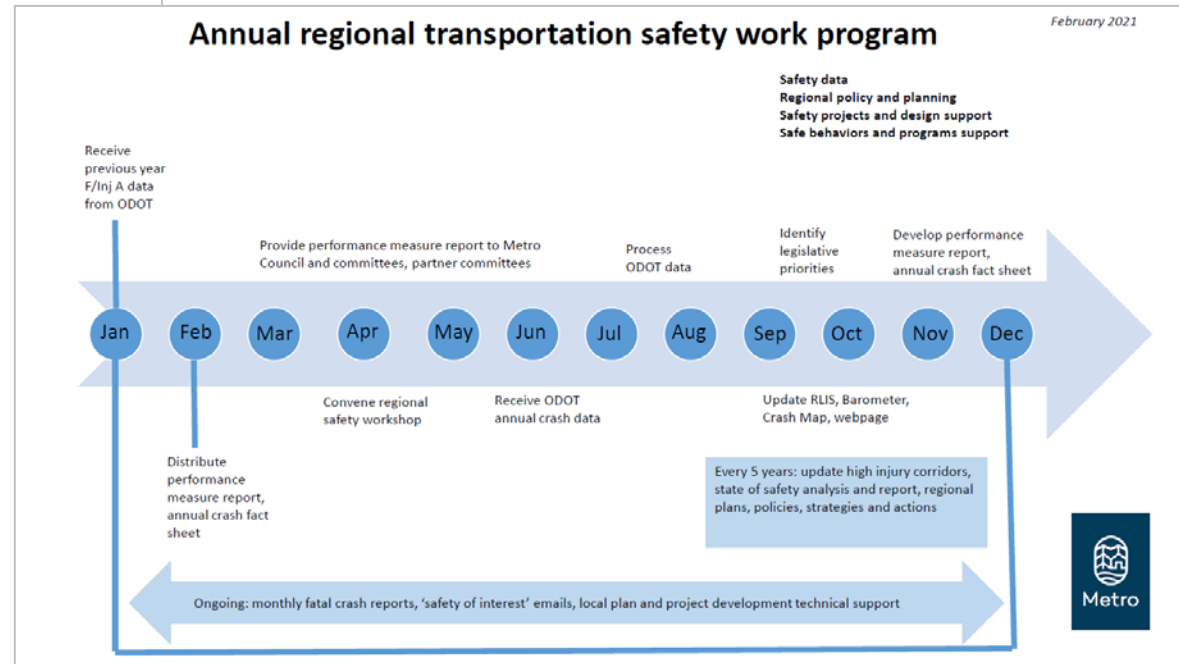 February 2021
Annual regional transportation safety work program
Safety data
Regional policy and planning
Safety projects and design support
Safe behaviors and programs support
Receive
previous year
F/Inj A data
from ODOT
Provide performance measure report to Metro
Council and committees, partner committees
Process
ODOT data
Identify
legislative
priorities
Develop performance
measure report,
annual crash fact sheet
Jan
Feb
Mar
Apr
May
Jun
Jul
Aug
Sep
Oct
Nov
Dec
Convene regional
safety workshop
Receive ODOT
annual crash data
Update RLIS, Barometer,
Crash Map, webpage
Distribute
performance
measure report,
annual crash fact
sheet
Every 5 years: update high injury corridors,
state of safety analysis and report, regional
plans, policies, strategies and actions
Ongoing: monthly fatal crash reports, ‘safety of interest’ emails, local plan and project development technical support
Metro